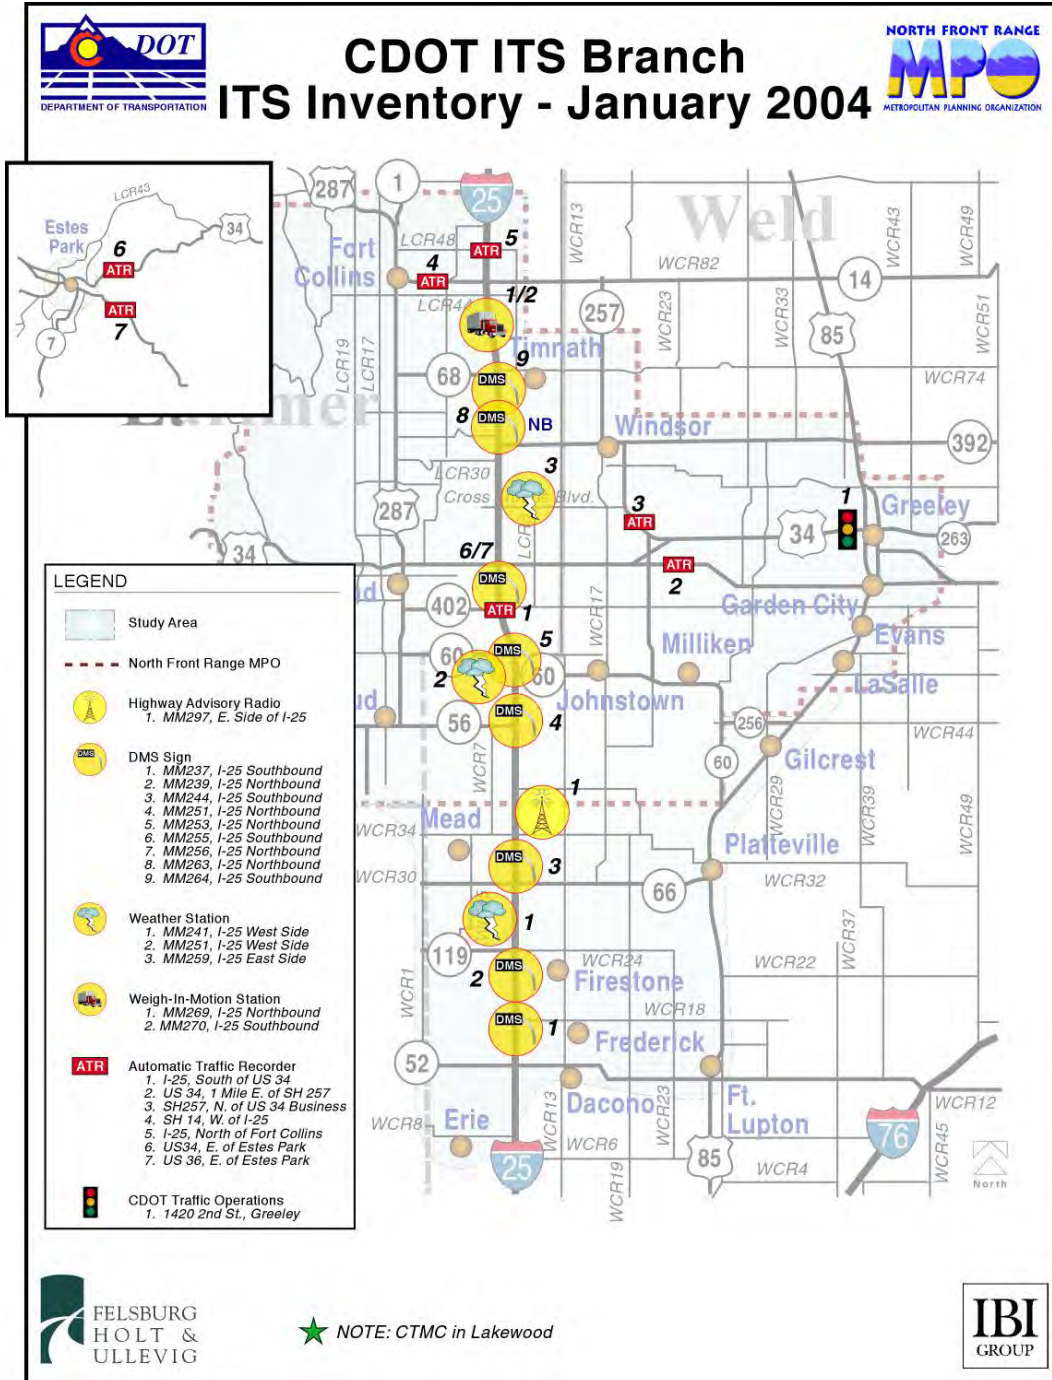 DOT
DEPARTMENT OF TRANSPORTATION
CDOT ITS Branch
ITS Inventory - January 2004
NORTH FRONT RANGE
MPO
METROPOLITAN PLANNING ORGANIZATION
LCR43
Estes
Park
34
6
ATR
ATR
7
7
287
1
25
WCR13
Weld
WCR43
WCR49
Fort
Collins
LCR48
5
ATR
4
ATR
WCR82
14
LCR44
1/2
257
WCR23
WCR33
85
WCR51
LCR19
LCR17
Timnath
68
9
DMS
WCR74
8
DMS
NB
Windsor
392
LCR30
3
Blvd.
287
3
ATR
1
Greeley
34
263
34
6/7
DMS
ATR
2
402
ATR
1
WCR17
Garden City
Evans
Milliken
60
5
DMS
2
60
Johnstown
LaSalle
56
DMS
4
256
WCR44
WCR7
60
Gilcrest
1
WCR29
WCR39
WCR49
Mead
WCR34
Platteville
DMS
3
WCR30
66
WCR32
1
WCR37
119
WCR24
WCR22
WCR1
2
DMS
Firestone
WCR18
DMS
1
Frederick
52
WCR13
Dacono
WCR23
Ft.
Lupton
WCR12
WCR8
Erie
WCR6
76
WCR45
25
WCR19
85
WCR4
North
LEGEND
Study Area
North Front Range MPO
Highway Advisory Radio
1. MM297, E. Side of I-25
DMS
DMS Sign
1. MM237, I-25 Southbound
2. MM239, I-25 Northbound
3. MM244, I-25 Southbound
4. MM251, I-25 Northbound
5. MM253, I-25 Northbound
6. MM255, I-25 Southbound
7. MM256, I-25 Northbound
8. MM263, I-25 Northbound
9. MM264, I-25 Southbound
Weather Station
1. MM241, I-25 West Side
2. MM251, I-25 West Side
3. MM259, I-25 East Side
Weigh-In-Motion Station
1. MM269, I-25 Northbound
2. MM270, I-25 Southbound
ATR
Automatic Traffic Recorder
1. I-25, South of US 34
2. US 34, 1 Mile E. of SH 257
3. SH257, N. of US 34 Business
4. SH 14, W. of I-25
5. I-25, North of Fort Collins
6. US34, E. of Estes Park
7. US 36, E. of Estes Park
CDOT Traffic Operations
1. 1420 2nd St., Greeley
FELSBURG
HOLT &
ULLEVIG
NOTE: CTMC in Lakewood
IBI
GROUP